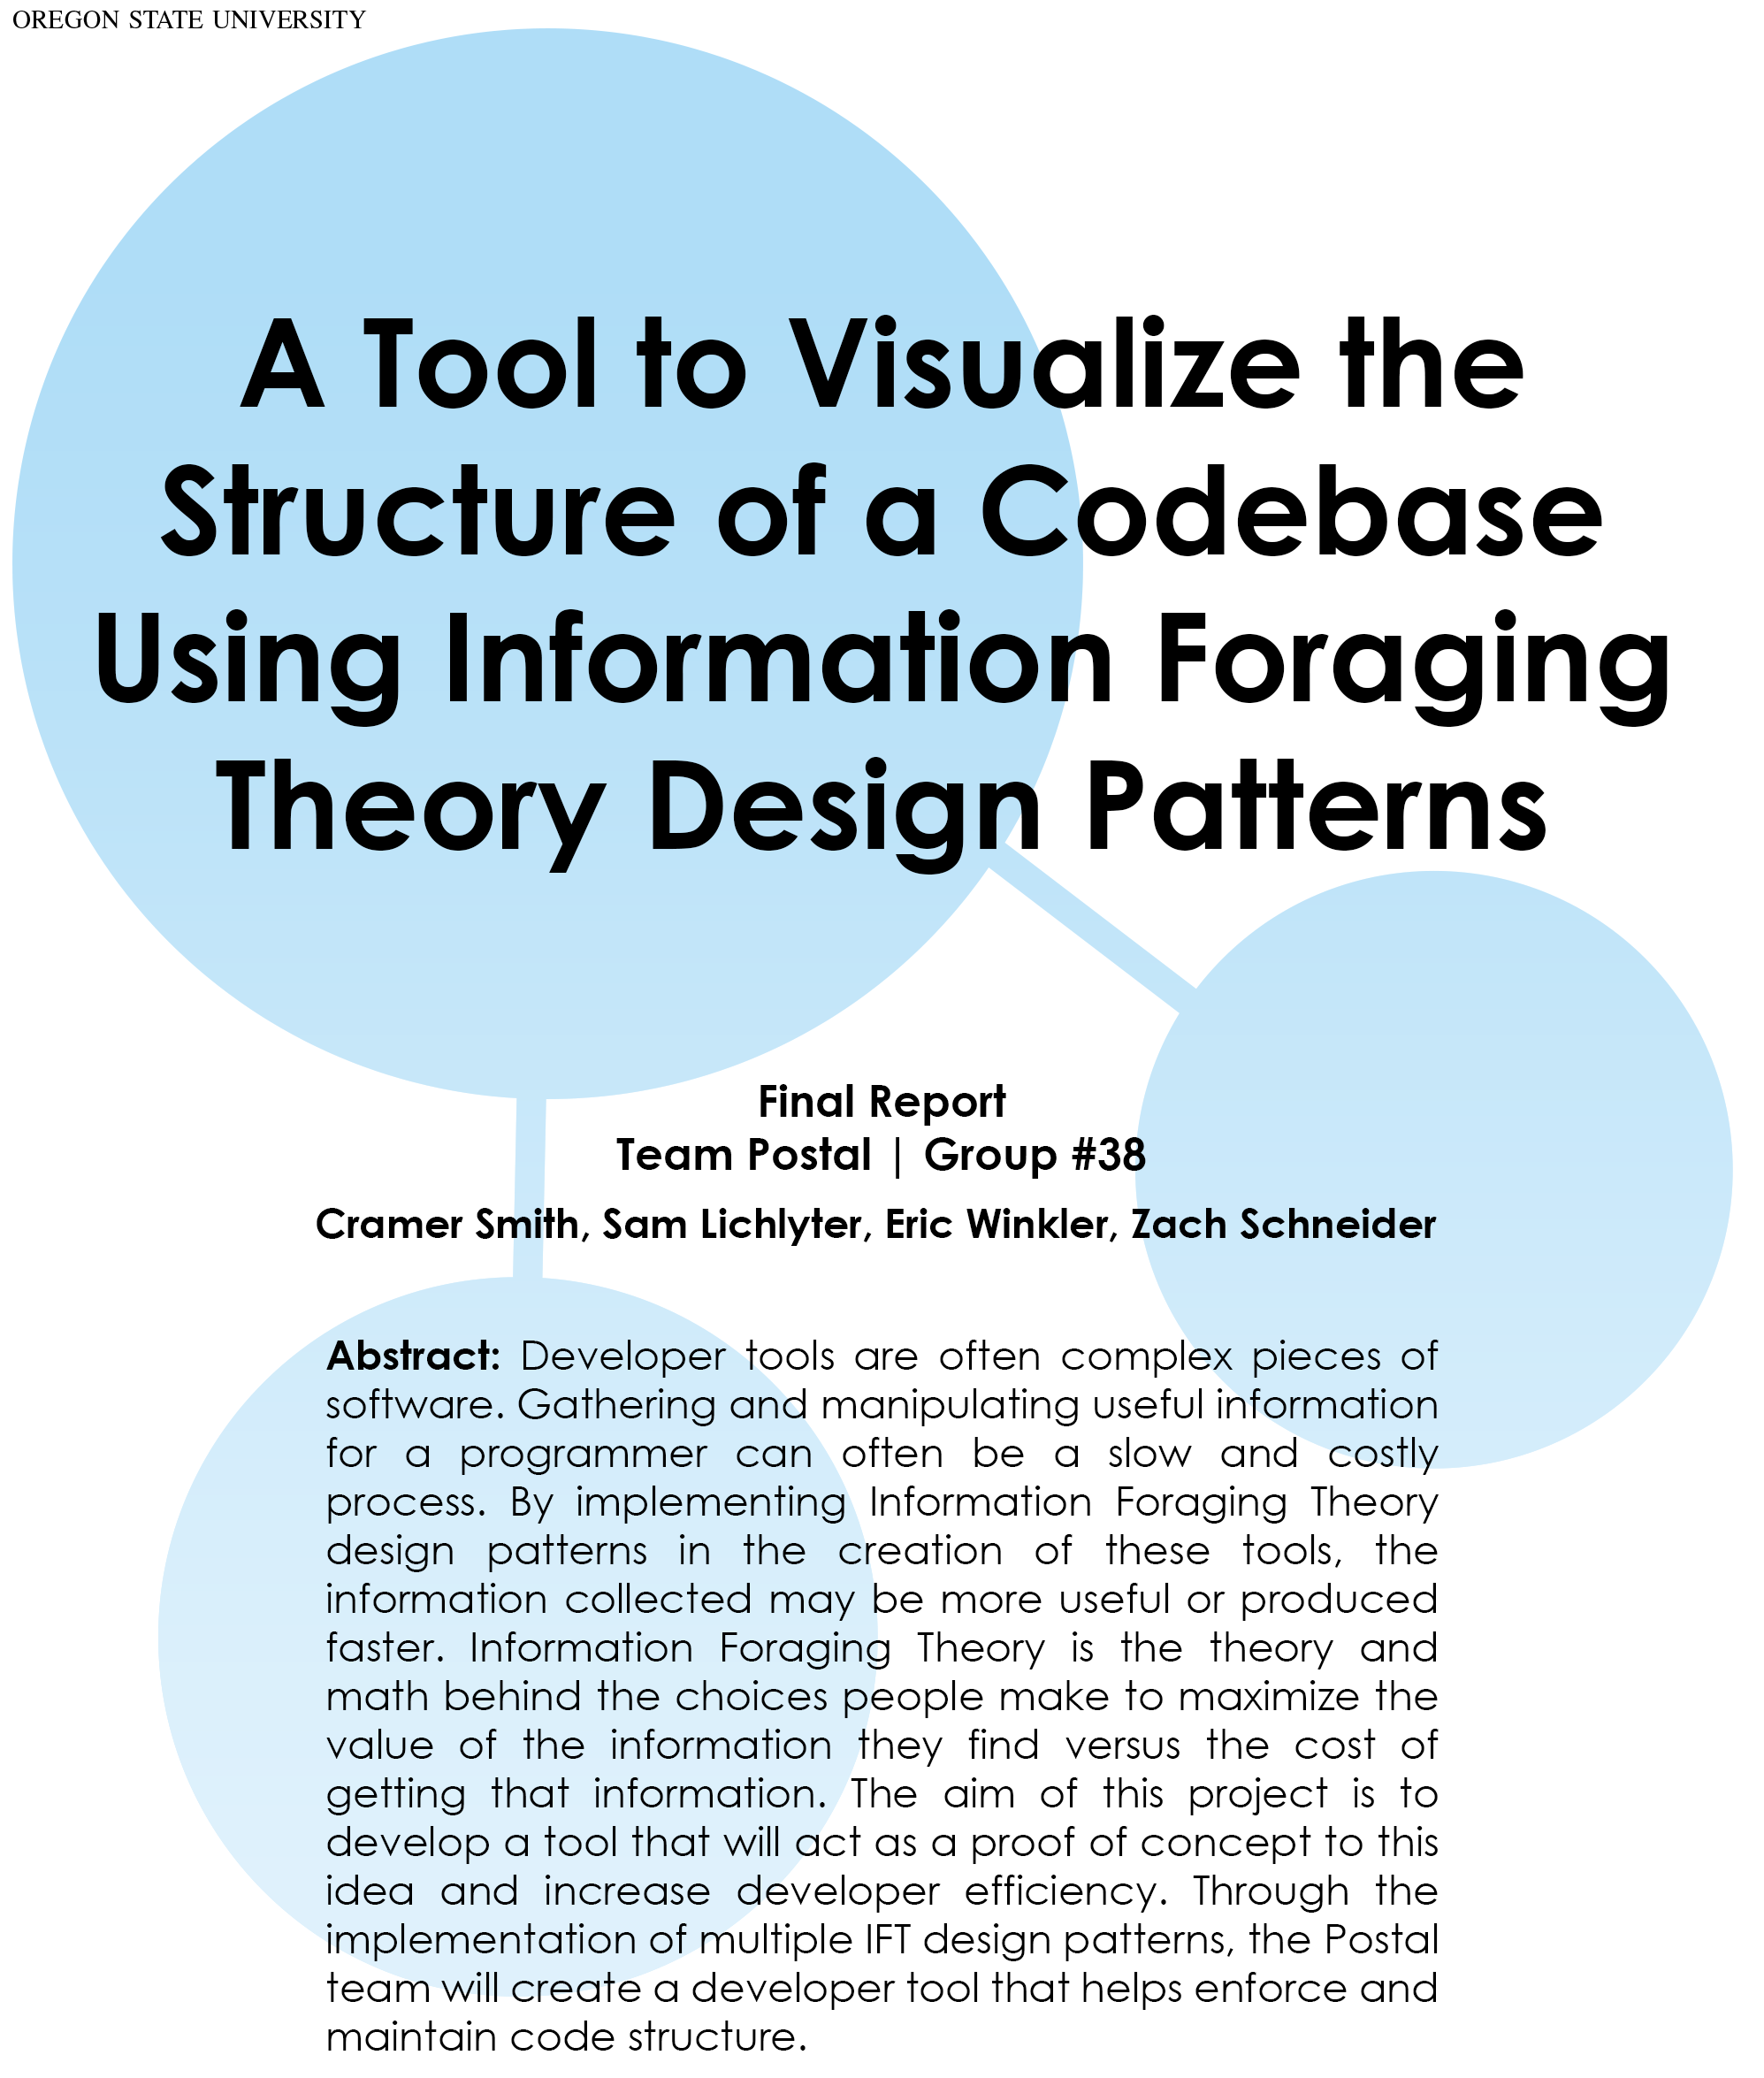 OREGON STATE UNIVERSITY
A Tool to Visualize the
Structure of a Codebase
Using Information Foraging
Theory Design Patterns
Final Report
Team Postal | Group #38
Cramer Smith, Sam Lichlyter, Eric Winkler, Zach Schneider
Abstract: Developer tools are often complex pieces of
software. Gathering and manipulating useful information
for a programmer can often be a slow and costly
process. By implementing Information Foraging Theory
design patterns in the creation of these tools, the
information collected may be more useful or produced
faster. Information Foraging Theory is the theory and
math behind the choices people make to maximize the
value of the information they find versus the cost of
getting that information. The aim of this project is to
develop a tool that will act as a proof of concept to this
idea and increase developer efficiency. Through the
implementation of multiple IFT design patterns, the Postal
team will create a developer tool that helps enforce and
maintain code structure.